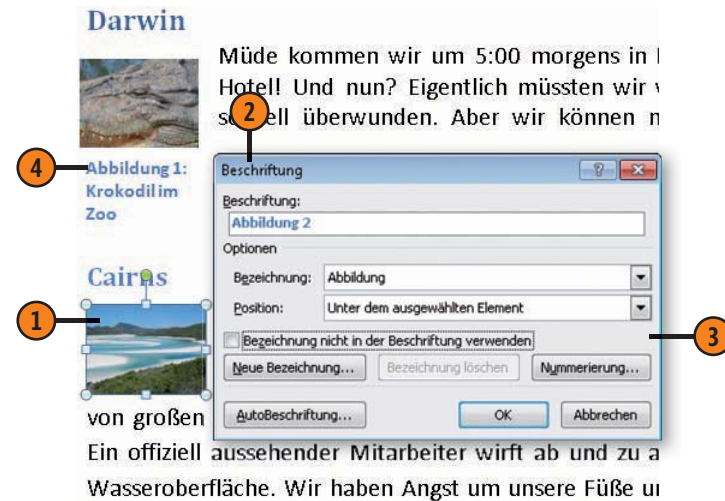 Darwin
Müde kommen wir um 5:00 morgens in
Hotel! Und nun? Eigentlich müssten wir
überwunden. Aber wir können
2
4
Abbildung 1:
Krokodil im
Zoo
Beschriftung
Beschriftung:
Abbildung 2
Optionen
Bezeichnung: Abbildung
Position: Unter dem ausgewählten Element
Bezeichnung nicht in der Beschriftung verwenden
Neue Bezeichnung... Bezeichnung löschen Nummerierung...
AutoBeschriftung... OK Abbrechen
3
Cairns
1
von großen
Ein offiziell aussehender Mitarbeiter wirft ab und zu
Wasseroberfläche. Wir haben Angst um unsere Füße